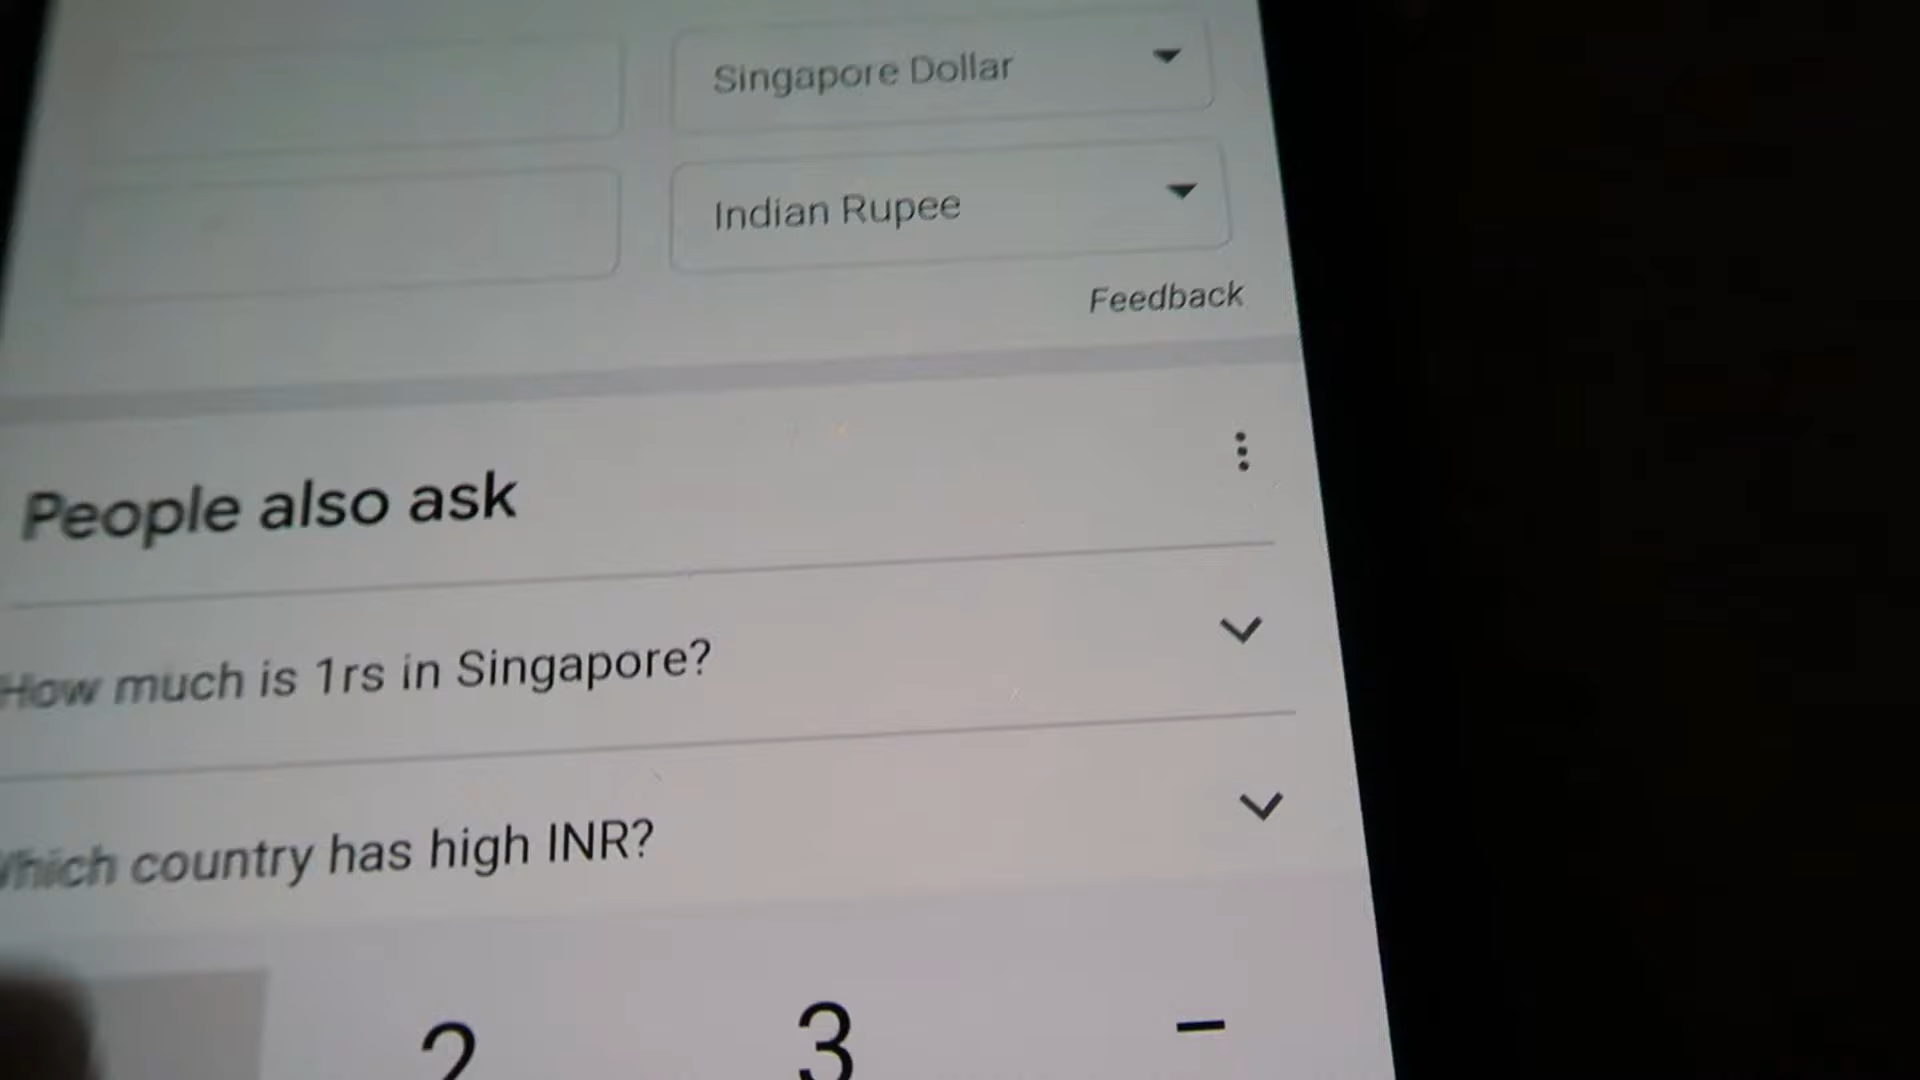 Singapore Dollar
Indian Rupee
Feedback
People also ask
How much is 1rs in Singapore?
Which country has high INR?
2 3 –